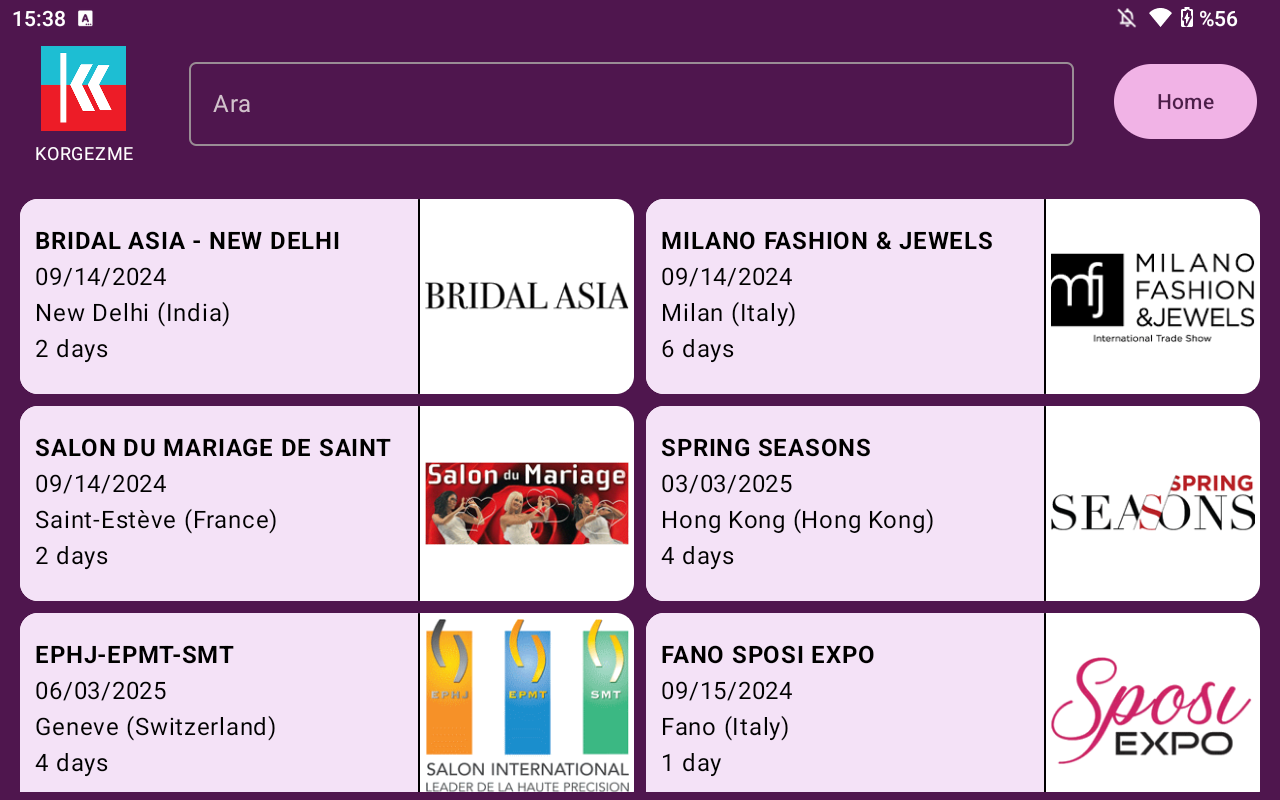 15:38
%56
KORGEZME
Ara
Home
BRIDAL ASIA - NEW DELHI
09/14/2024
New Delhi (India)
2 days
BRIDAL ASIA
MILANO FASHION & JEWELS
09/14/2024
Milan (Italy)
6 days
mfj
MILANO
FASHION
&JEWELS
International Trade Show
SALON DU MARIAGE DE SAINT
09/14/2024
Saint-Estève (France)
2 days
Salon du Mariage
SPRING SEASONS
03/03/2025
Hong Kong (Hong Kong)
4 days
SPRING
SEASONS
EPHJ-EPMT-SMT
06/03/2025
Geneve (Switzerland)
4 days
EPHJ EPMT SMT
SALON INTERNATIONAL
LEADER DE LA HAUTE PRECISION
FANO SPOSI EXPO
09/15/2024
Fano (Italy)
1 day
Sposi
EXPO